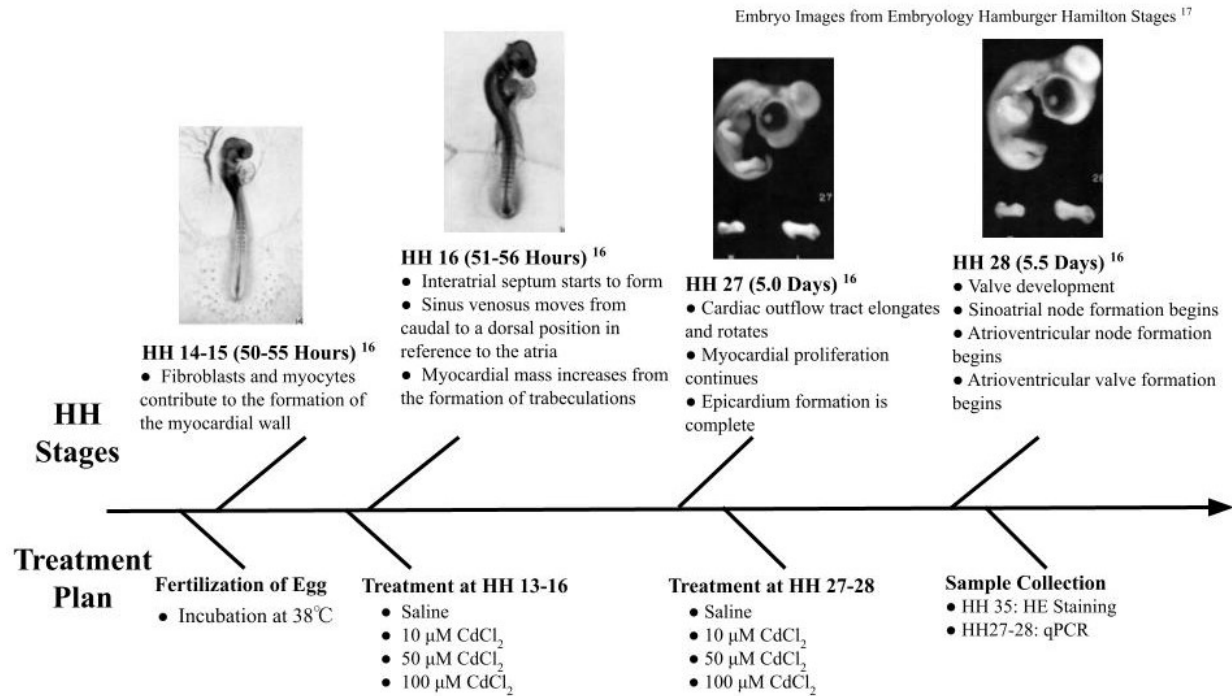 Embryo Images from Embryology Hamburger Hamilton Stages 17
14
27
HH 14-15 (50-55 Hours) 16
● Fibroblasts and myocytes
contribute to the formation of
the myocardial wall
HH 16 (51-56 Hours) 16
● Interatrial septum starts to form
● Sinus venosus moves from
caudal to a dorsal position in
reference to the atria
● Myocardial mass increases from
the formation of trabeculations
HH 27 (5.0 Days) 16
● Cardiac outflow tract elongates
and rotates
● Myocardial proliferation
continues
● Epicardium formation is
complete
HH 28 (5.5 Days) 16
● Valve development
● Sinoatrial node formation begins
● Atrioventricular node formation
begins
● Atrioventricular valve formation
begins
HH
Stages
Treatment
Plan
Fertilization of Egg
● Incubation at 38℃
Treatment at HH 13-16
● Saline
● 10 μM CdCl2
● 50 μM CdCl2
● 100 μM CdCl2
Treatment at HH 27-28
● Saline
● 10 μM CdCl2
● 50 μM CdCl2
● 100 μM CdCl2
Sample Collection
● HH 35: HE Staining
● HH27-28: qPCR